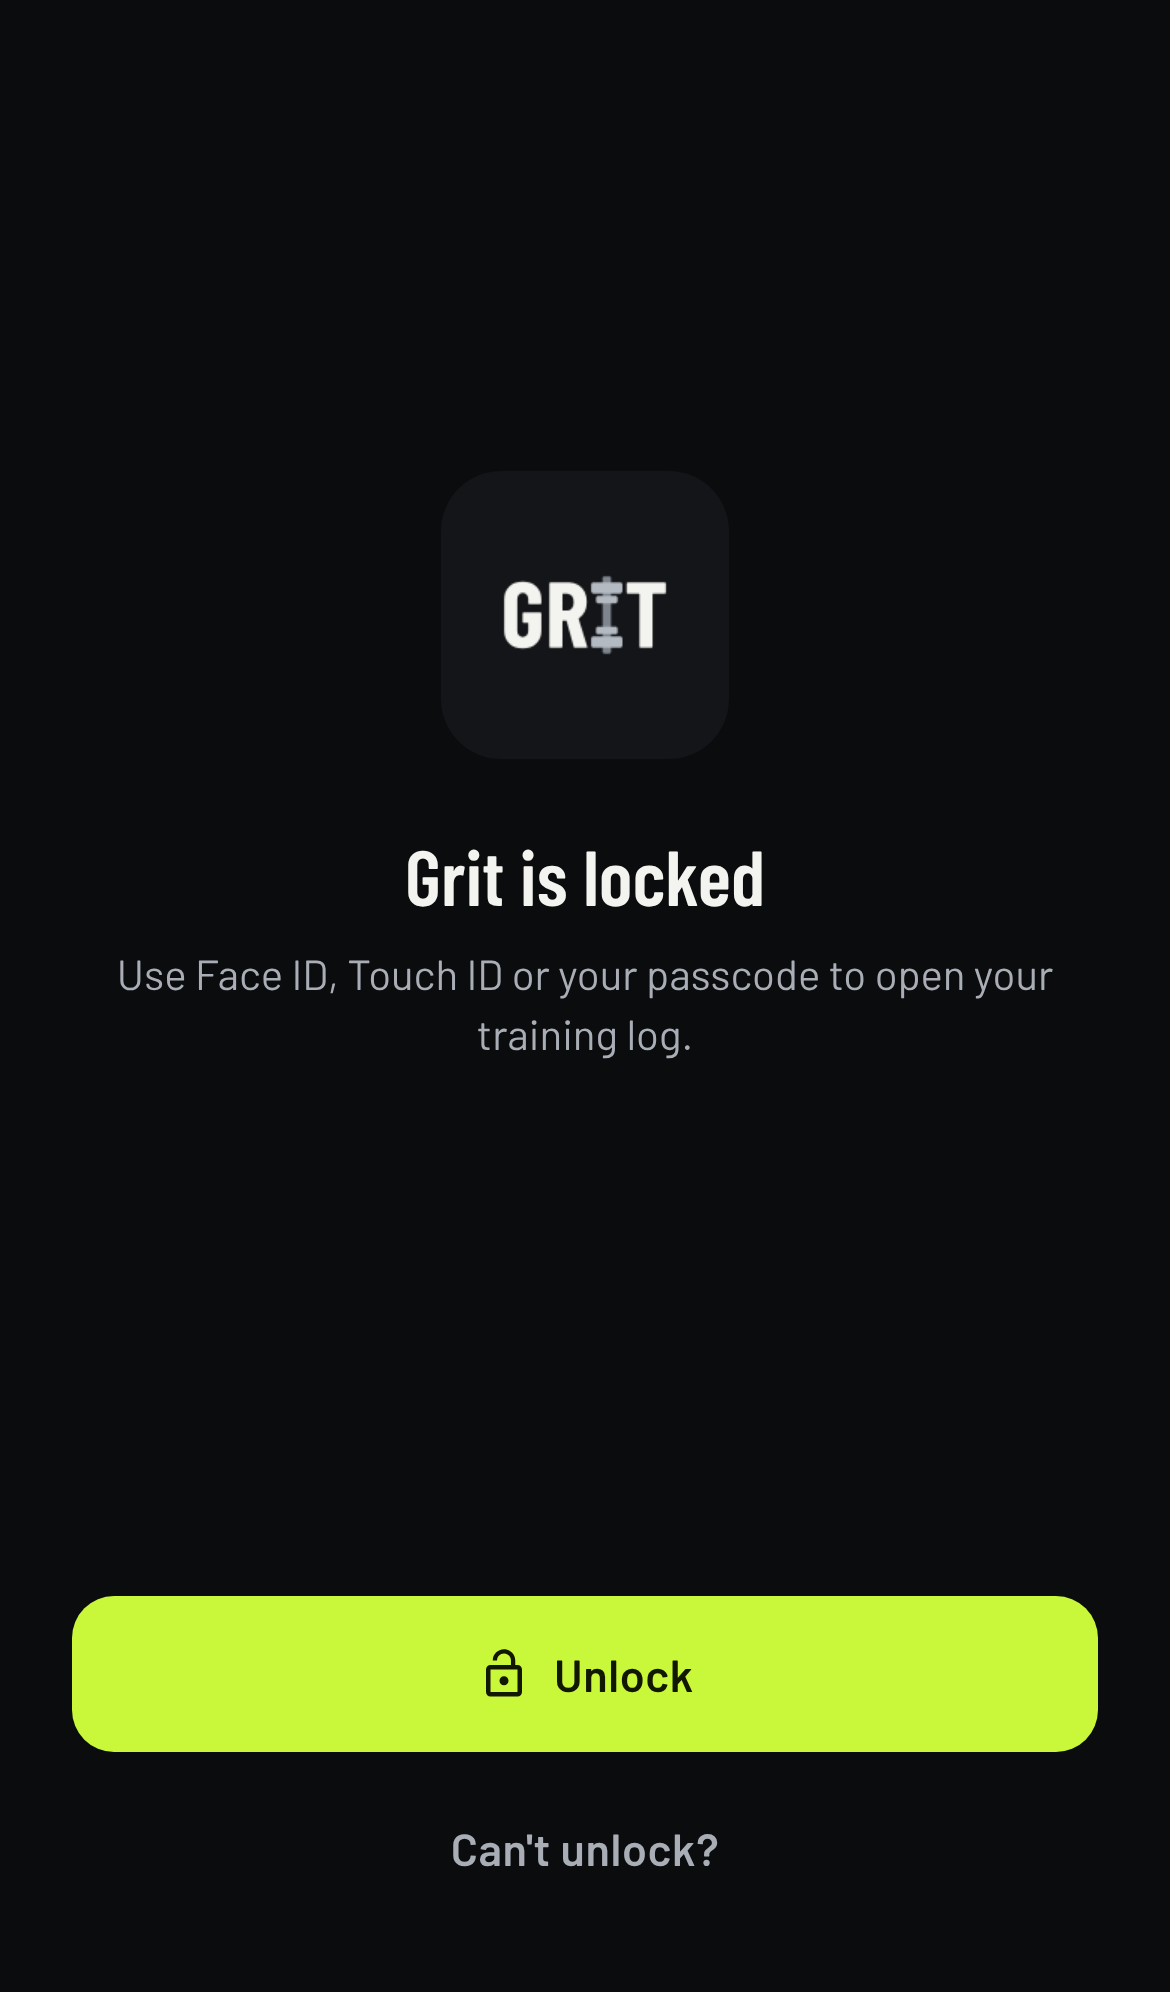 GRIT
Grit is locked
Use Face ID, Touch ID or your passcode to open your
training log.
Unlock
Can't unlock?